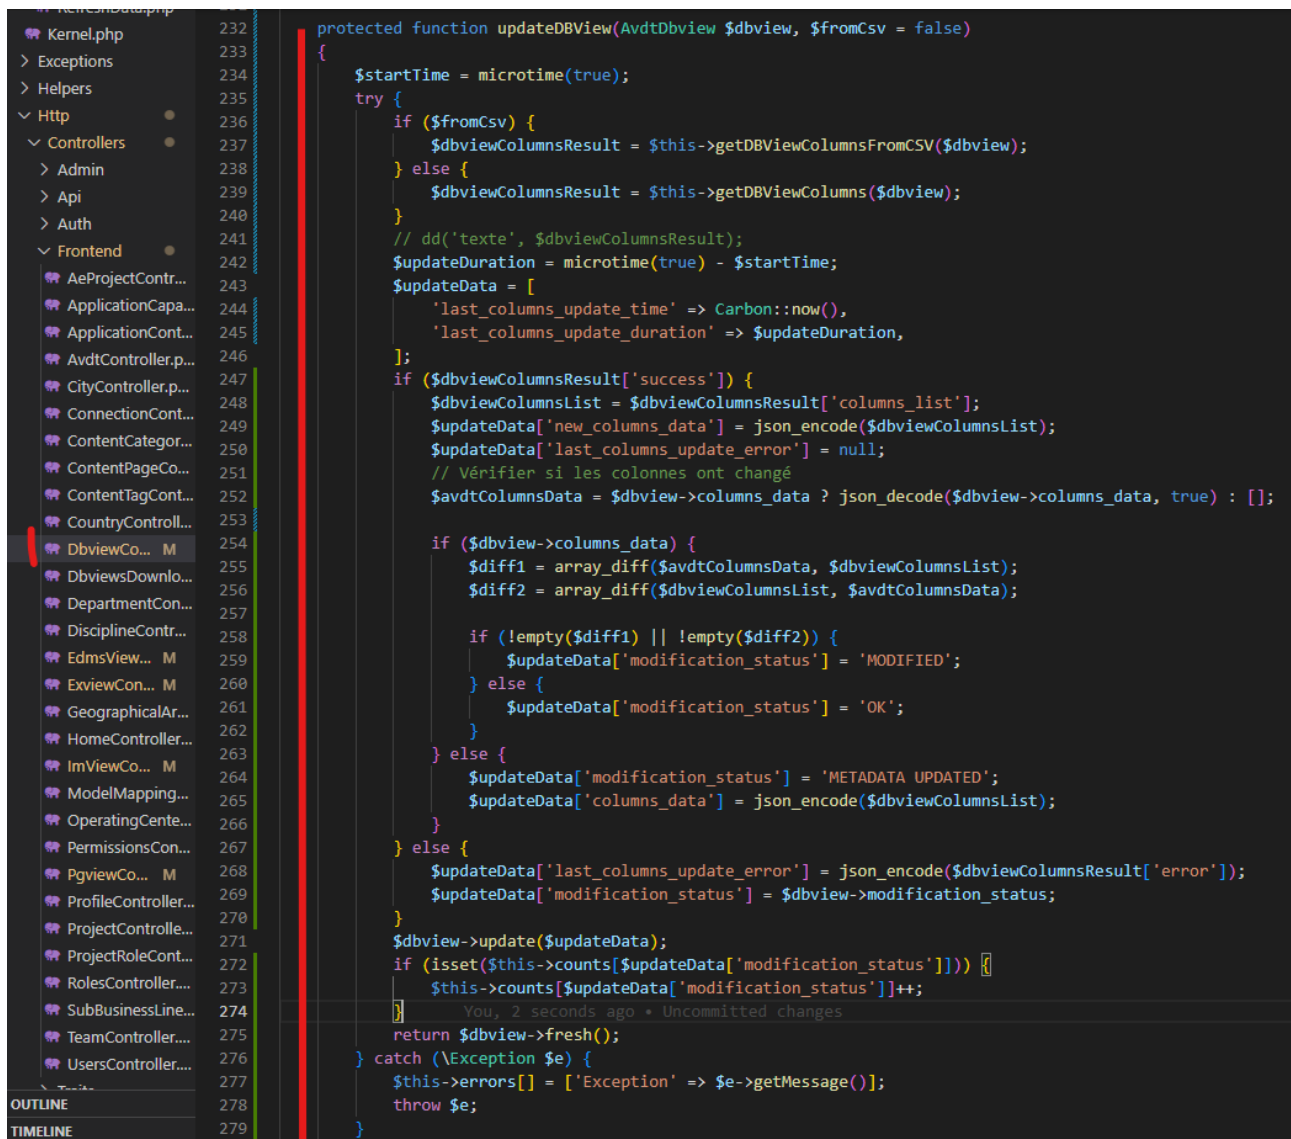 RefreshData.php
Kernel.php
Exceptions
Helpers
Http
Controllers
Admin
Api
Auth
Frontend
AeProjectContr...
ApplicationCapa...
ApplicationCont...
AvdtController.p...
CityController.p...
ConnectionCont...
ContentCategor...
ContentPageCo...
ContentTagCont...
CountryControll...
DbviewCo... M
DbviewsDownlo...
DepartmentCon...
DisciplineContr...
EdmsView... M
ExviewCon... M
GeographicalAr...
HomeController...
ImViewCo... M
ModelMapping...
OperatingCente...
PermissionsCon...
PgviewCo... M
ProfileController...
ProjectControlle...
ProjectRoleCont...
RolesController....
SubBusinessLine...
TeamController....
UsersController....
Traits
OUTLINE
TIMELINE
232 protected function updateDBView(AvdtDbview $dbview, $fromCsv = false)
233 {
234 $startTime = microtime(true);
235 try {
236 if ($fromCsv) {
237 $dbviewColumnsResult = $this->getDBViewColumnsFromCSV($dbview);
238 } else {
239 $dbviewColumnsResult = $this->getDBViewColumns($dbview);
240 }
241 // dd('texte', $dbviewColumnsResult);
242 $updateDuration = microtime(true) - $startTime;
243 $updateData = [
244 'last_columns_update_time' => Carbon::now(),
245 'last_columns_update_duration' => $updateDuration,
246 ];
247 if ($dbviewColumnsResult['success']) {
248 $dbviewColumnsList = $dbviewColumnsResult['columns_list'];
249 $updateData['new_columns_data'] = json_encode($dbviewColumnsList);
250 $updateData['last_columns_update_error'] = null;
251 // Vérifier si les colonnes ont changé
252 $avdtColumnsData = $dbview->columns_data ? json_decode($dbview->columns_data, true) : [];
253
254 if ($dbview->columns_data) {
255 $diff1 = array_diff($avdtColumnsData, $dbviewColumnsList);
256 $diff2 = array_diff($dbviewColumnsList, $avdtColumnsData);
257
258 if (!empty($diff1) || !empty($diff2)) {
259 $updateData['modification_status'] = 'MODIFIED';
260 } else {
261 $updateData['modification_status'] = 'OK';
262 }
263 } else {
264 $updateData['modification_status'] = 'METADATA UPDATED';
265 $updateData['columns_data'] = json_encode($dbviewColumnsList);
266 }
267 } else {
268 $updateData['last_columns_update_error'] = json_encode($dbviewColumnsResult['error']);
269 $updateData['modification_status'] = $dbview->modification_status;
270 }
271 $dbview->update($updateData);
272 if (isset($this->counts[$updateData['modification_status']])) {
273 $this->counts[$updateData['modification_status']]++;
274 } You, 2 seconds ago • Uncommitted changes
275 return $dbview->fresh();
276 } catch (\Exception $e) {
277 $this->errors[] = ['Exception' => $e->getMessage()];
278 throw $e;
279 }